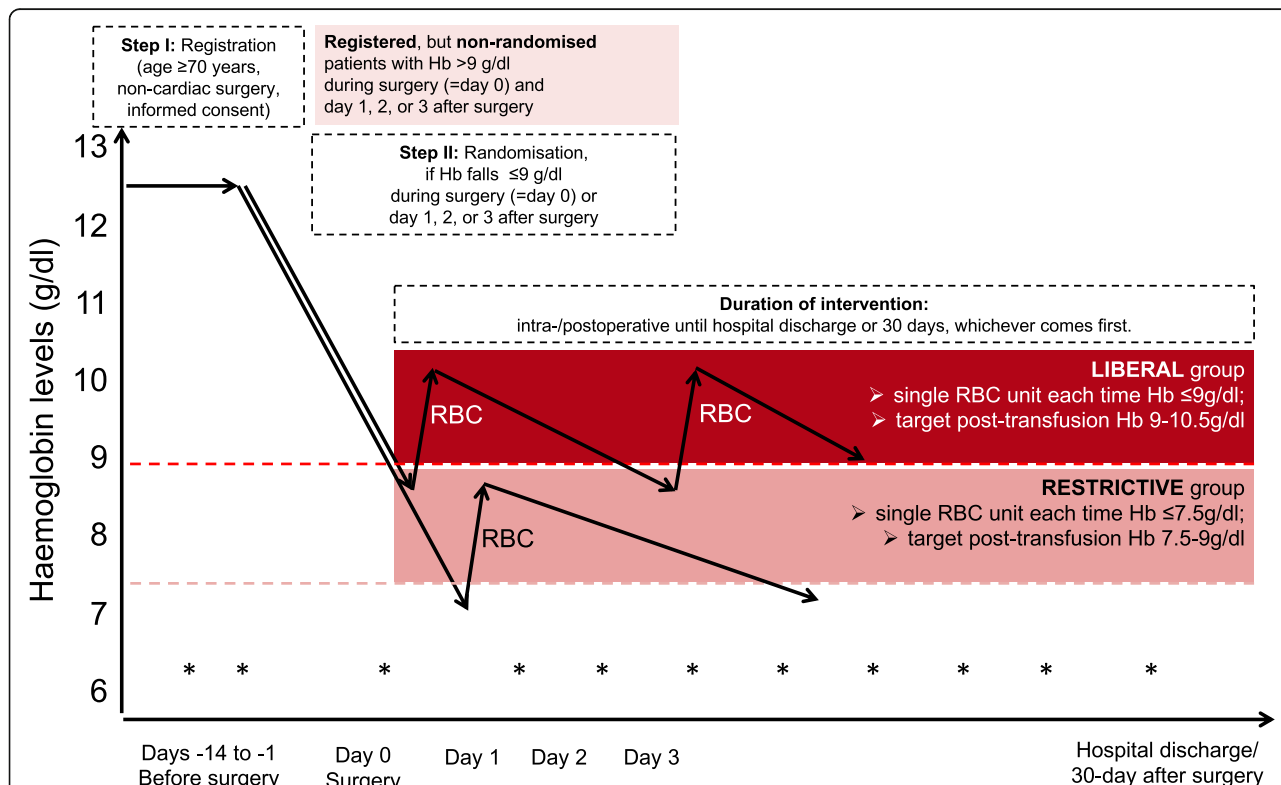 Step I: Registration
(age ≥70 years,
non-cardiac surgery,
informed consent)
Registered, but non-randomised
patients with Hb >9 g/dl
during surgery (=day 0) and
day 1, 2, or 3 after surgery
Step II: Randomisation,
if Hb falls ≤9 g/dl
during surgery (=day 0) or
day 1, 2, or 3 after surgery
Haemoglobin levels (g/dl)
13
12
11
10
9
8
7
6
Duration of intervention:
intra-/postoperative until hospital discharge or 30 days, whichever comes first.
LIBERAL group
➢ single RBC unit each time Hb ≤9g/dl;
➢ target post-transfusion Hb 9-10.5g/dl
RBC
RBC
RESTRICTIVE group
➢ single RBC unit each time Hb ≤7.5g/dl;
➢ target post-transfusion Hb 7.5-9g/dl
RBC
* * * * * * * * * * *
Days -14 to -1
Before surgery
Day 0
Surgery
Day 1
Day 2
Day 3
Hospital discharge/
30-day after surgery